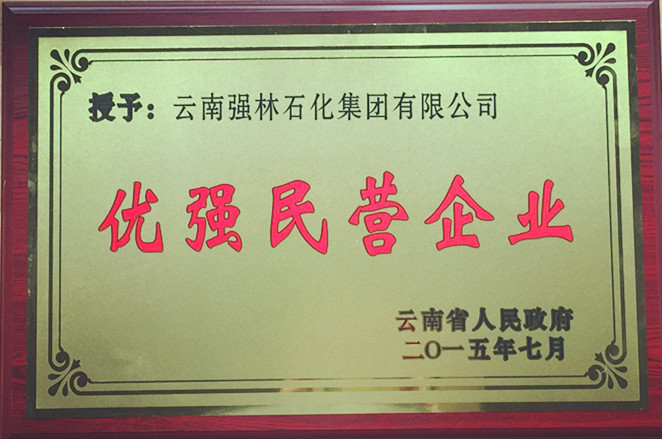 授予：云南强林石化集团有限公司
优强民营企业
云南省人民政府
二〇一五年七月